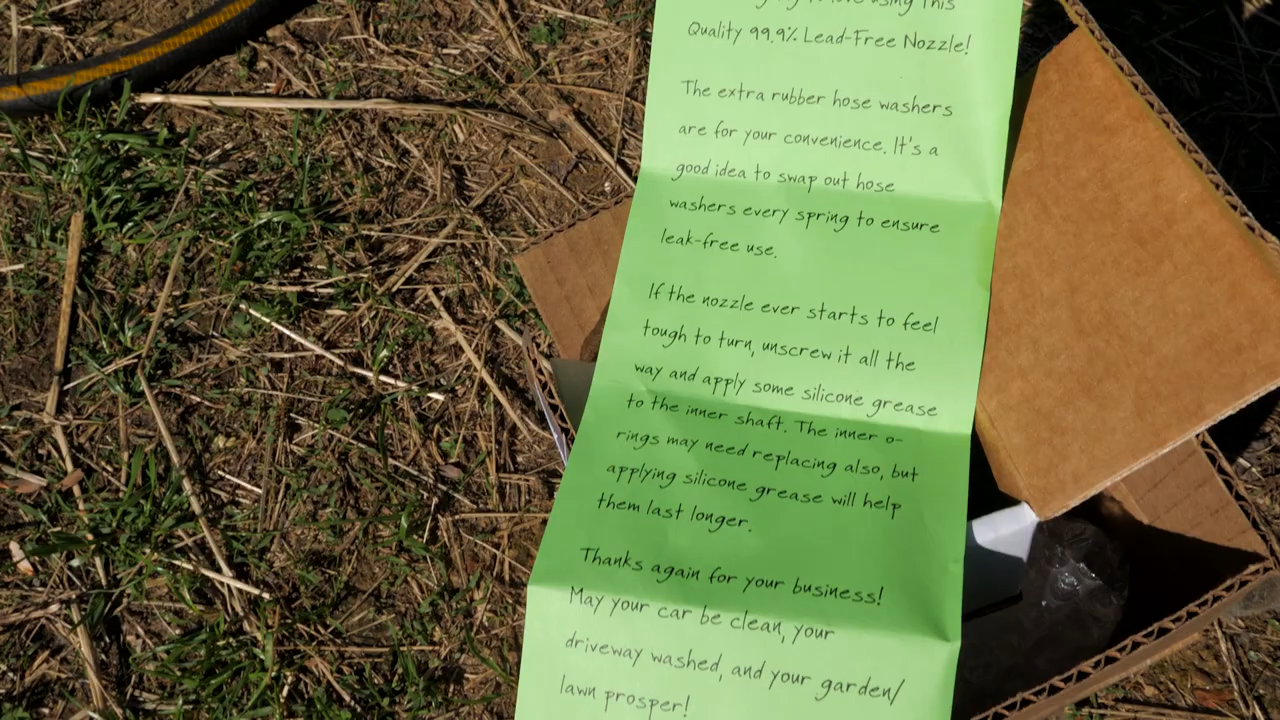 using this
Quality 99.9% Lead-Free Nozzle!
The extra rubber hose washers
are for your convenience. It's a
good idea to swap out hose
washers every spring to ensure
leak-free use.
If the nozzle ever starts to feel
tough to turn, unscrew it all the
way and apply some silicone grease
to the inner shaft. The inner o-
rings may need replacing also, but
applying silicone grease will help
them last longer.
Thanks again for your business!
May your car be clean, your
driveway washed, and your garden/
lawn prosper!